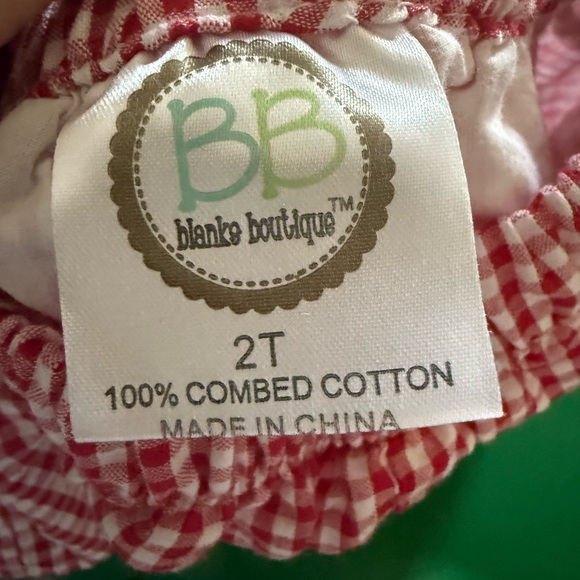 BB
blanke boutique™
2T
100% COMBED COTTON
MADE IN CHINA